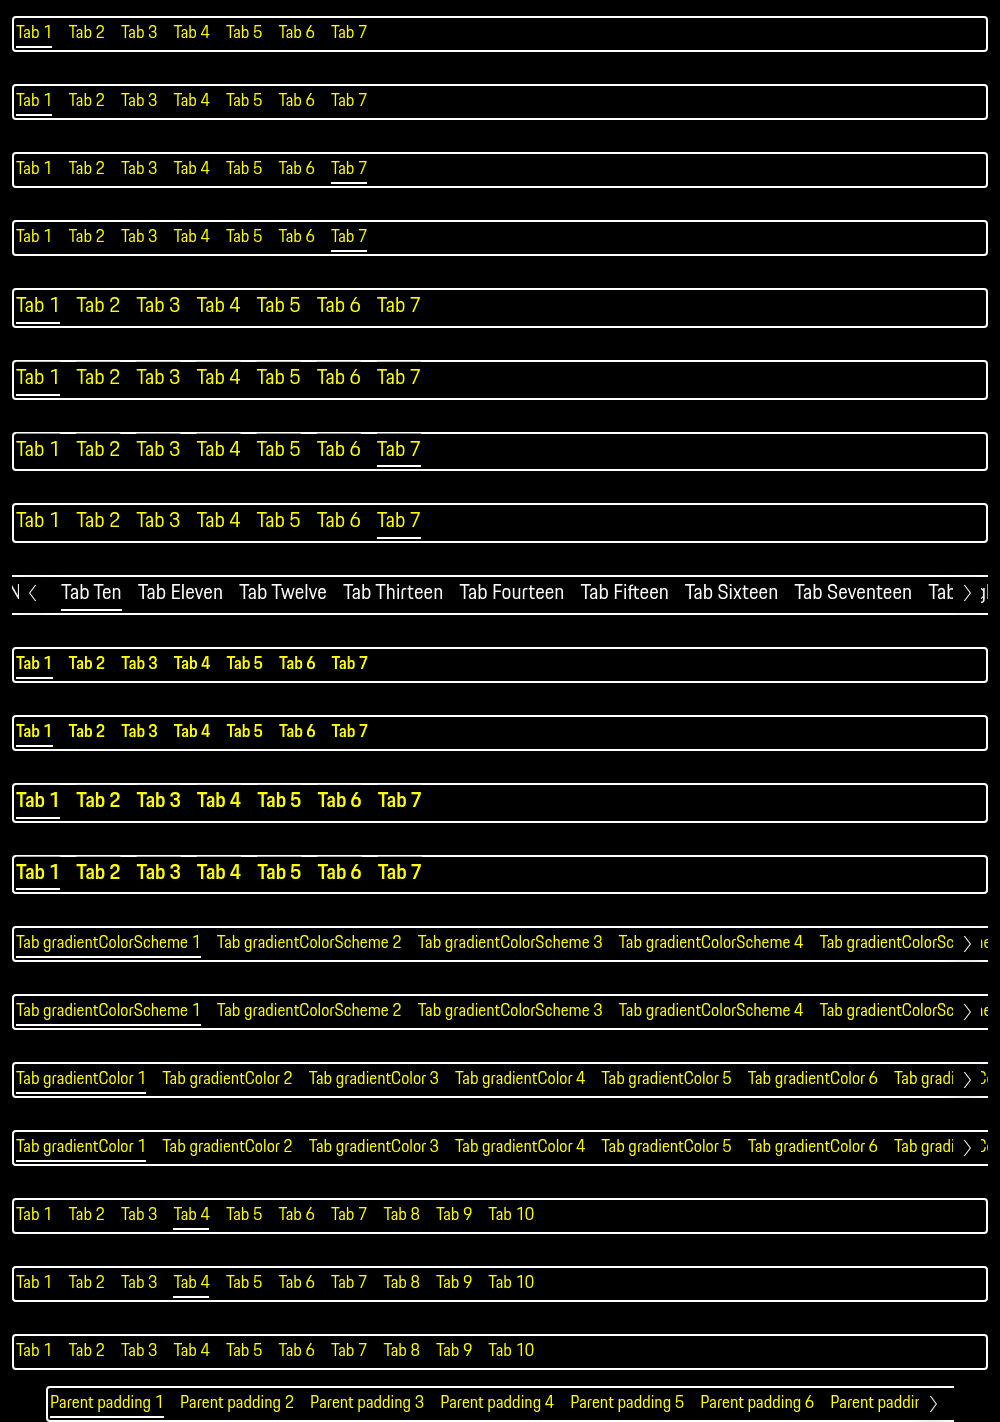 Tab 1 Tab 2 Tab 3 Tab 4 Tab 5 Tab 6 Tab 7
Tab 1 Tab 2 Tab 3 Tab 4 Tab 5 Tab 6 Tab 7
Tab 1 Tab 2 Tab 3 Tab 4 Tab 5 Tab 6 Tab 7
Tab 1 Tab 2 Tab 3 Tab 4 Tab 5 Tab 6 Tab 7
Tab 1 Tab 2 Tab 3 Tab 4 Tab 5 Tab 6 Tab 7
Tab 1 Tab 2 Tab 3 Tab 4 Tab 5 Tab 6 Tab 7
Tab 1 Tab 2 Tab 3 Tab 4 Tab 5 Tab 6 Tab 7
Tab 1 Tab 2 Tab 3 Tab 4 Tab 5 Tab 6 Tab 7
Tab Ten Tab Eleven Tab Twelve Tab Thirteen Tab Fourteen Tab Fifteen Tab Sixteen Tab Seventeen Tab
Tab 1 Tab 2 Tab 3 Tab 4 Tab 5 Tab 6 Tab 7
Tab 1 Tab 2 Tab 3 Tab 4 Tab 5 Tab 6 Tab 7
Tab 1 Tab 2 Tab 3 Tab 4 Tab 5 Tab 6 Tab 7
Tab 1 Tab 2 Tab 3 Tab 4 Tab 5 Tab 6 Tab 7
Tab gradientColorScheme 1 Tab gradientColorScheme 2 Tab gradientColorScheme 3 Tab gradientColorScheme 4 Tab gradientColorSc
Tab gradientColorScheme 1 Tab gradientColorScheme 2 Tab gradientColorScheme 3 Tab gradientColorScheme 4 Tab gradientColorSc
Tab gradientColor 1 Tab gradientColor 2 Tab gradientColor 3 Tab gradientColor 4 Tab gradientColor 5 Tab gradientColor 6 Tab gradi
Tab gradientColor 1 Tab gradientColor 2 Tab gradientColor 3 Tab gradientColor 4 Tab gradientColor 5 Tab gradientColor 6 Tab gradi
Tab 1 Tab 2 Tab 3 Tab 4 Tab 5 Tab 6 Tab 7 Tab 8 Tab 9 Tab 10
Tab 1 Tab 2 Tab 3 Tab 4 Tab 5 Tab 6 Tab 7 Tab 8 Tab 9 Tab 10
Tab 1 Tab 2 Tab 3 Tab 4 Tab 5 Tab 6 Tab 7 Tab 8 Tab 9 Tab 10
Parent padding 1 Parent padding 2 Parent padding 3 Parent padding 4 Parent padding 5 Parent padding 6 Parent paddin